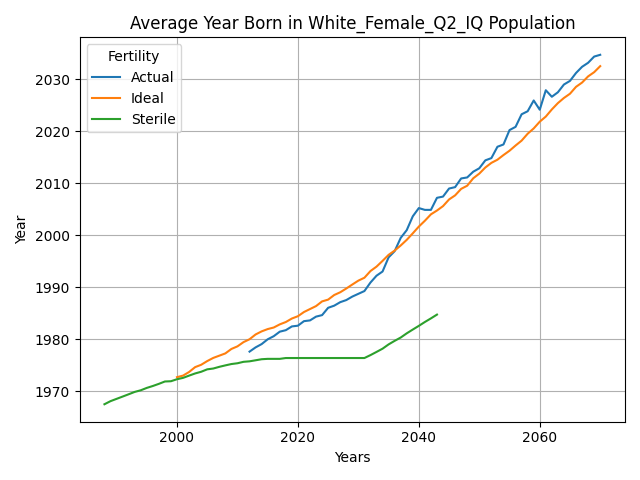 Average Year Born in White_Female_Q2_IQ Population
Fertility
Actual
Ideal
Sterile
Year
2030
2020
2010
2000
1990
1980
1970
2000 2020 2040 2060
Years